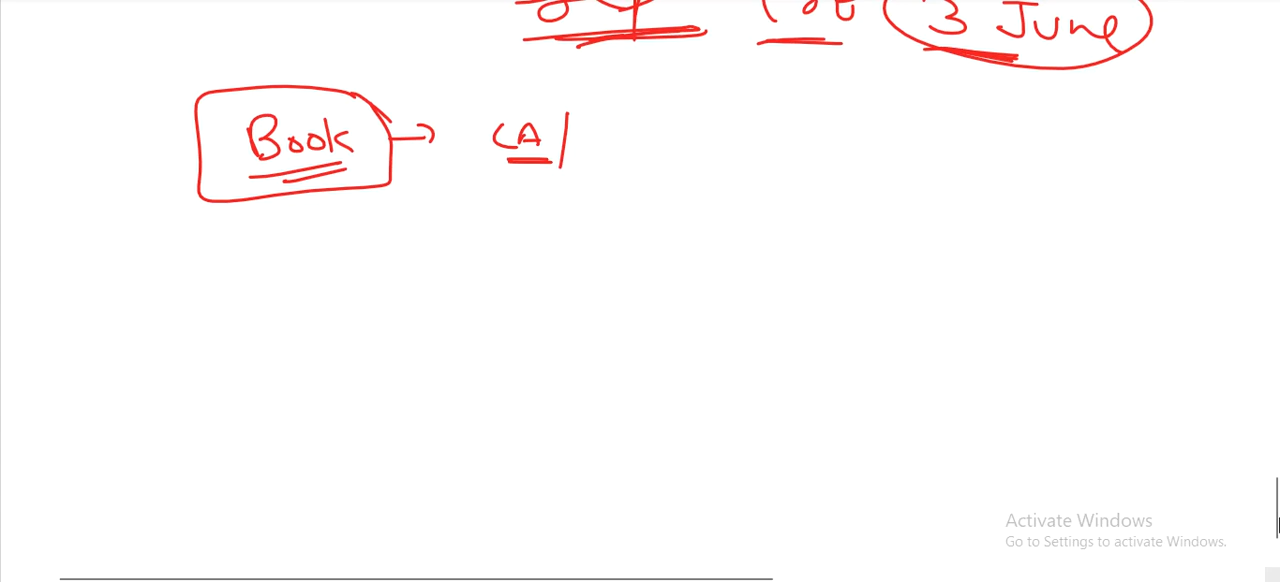 3 June
Book → CA/
Activate Windows
Go to Settings to activate Windows.